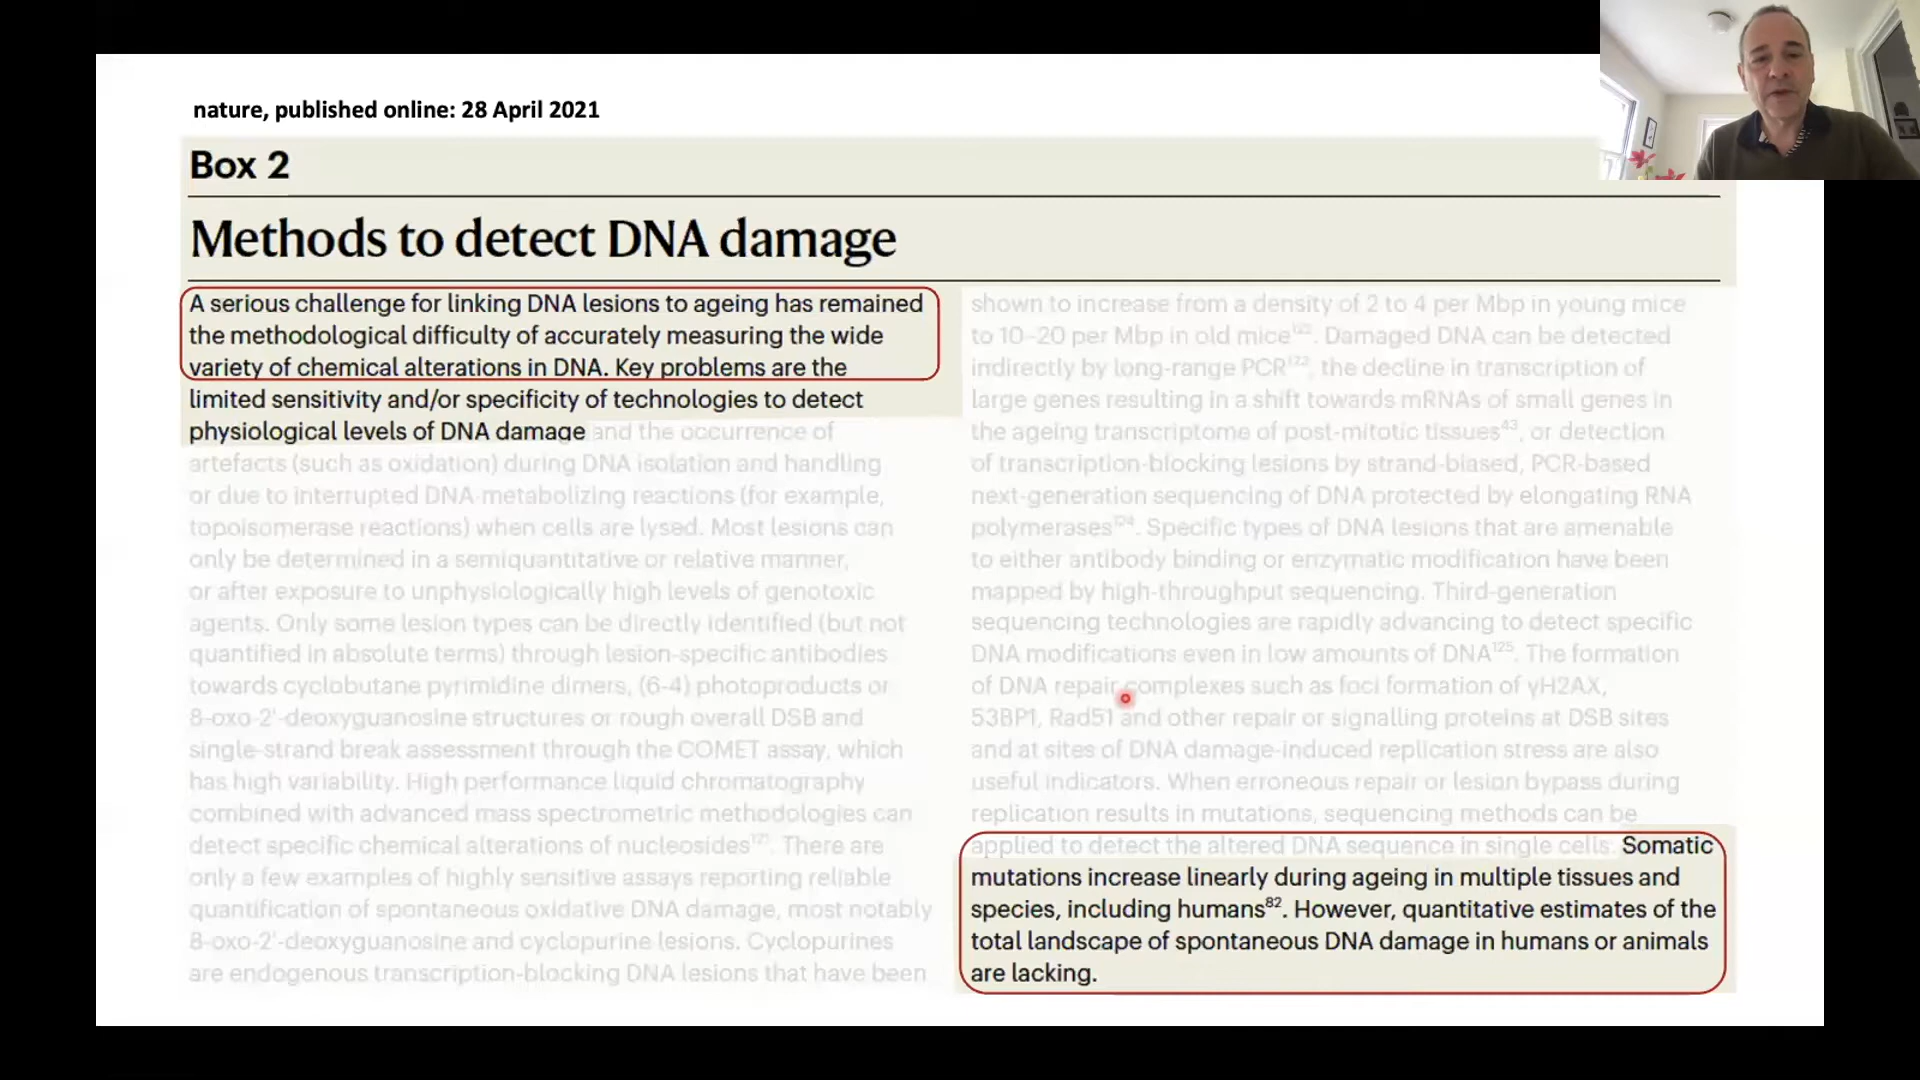 nature, published online: 28 April 2021
Box 2
Methods to detect DNA damage
A serious challenge for linking DNA lesions to ageing has remained
the methodological difficulty of accurately measuring the wide
variety of chemical alterations in DNA. Key problems are the
limited sensitivity and/or specificity of technologies to detect
physiological levels of DNA damage and the occurrence of
artefacts (such as oxidation) during DNA isolation and handling
or due to interrupted DNA-metabolizing reactions (for example,
topoisomerase reactions) when cells are lysed. Most lesions can
only be determined in a semiquantitative or relative manner,
or after exposure to unphysiologically high levels of genotoxic
agents. Only some lesion types can be directly identified (but not
quantified in absolute terms) through lesion-specific antibodies
towards cyclobutane pyrimidine dimers, (6-4) photoproducts or
8-oxo-2'-deoxyguanosine structures or rough overall DSB and
single-strand break assessment through the COMET assay, which
has high variability. High performance liquid chromatography
combined with advanced mass spectrometric methodologies can
detect specific chemical alterations of nucleosides¹²¹. There are
only a few examples of highly sensitive assays reporting reliable
quantification of spontaneous oxidative DNA damage, most notably
8-oxo-2'-deoxyguanosine and cyclopurine lesions. Cyclopurines
are endogenous transcription-blocking DNA lesions that have been
shown to increase from a density of 2 to 4 per Mbp in young mice
to 10–20 per Mbp in old mice¹²². Damaged DNA can be detected
indirectly by long-range PCR¹²³, the decline in transcription of
large genes resulting in a shift towards mRNAs of small genes in
the ageing transcriptome of post-mitotic tissues⁴³, or detection
of transcription-blocking lesions by strand-biased, PCR-based
next-generation sequencing of DNA protected by elongating RNA
polymerases¹²⁴. Specific types of DNA lesions that are amenable
to either antibody binding or enzymatic modification have been
mapped by high-throughput sequencing. Third-generation
sequencing technologies are rapidly advancing to detect specific
DNA modifications even in low amounts of DNA¹²⁵. The formation
of DNA repair complexes such as foci formation of γH2AX,
53BP1, Rad51 and other repair or signalling proteins at DSB sites
and at sites of DNA damage-induced replication stress are also
useful indicators. When erroneous repair or lesion bypass during
replication results in mutations, sequencing methods can be
applied to detect the altered DNA sequence in single cells. Somatic
mutations increase linearly during ageing in multiple tissues and
species, including humans⁸². However, quantitative estimates of the
total landscape of spontaneous DNA damage in humans or animals
are lacking.